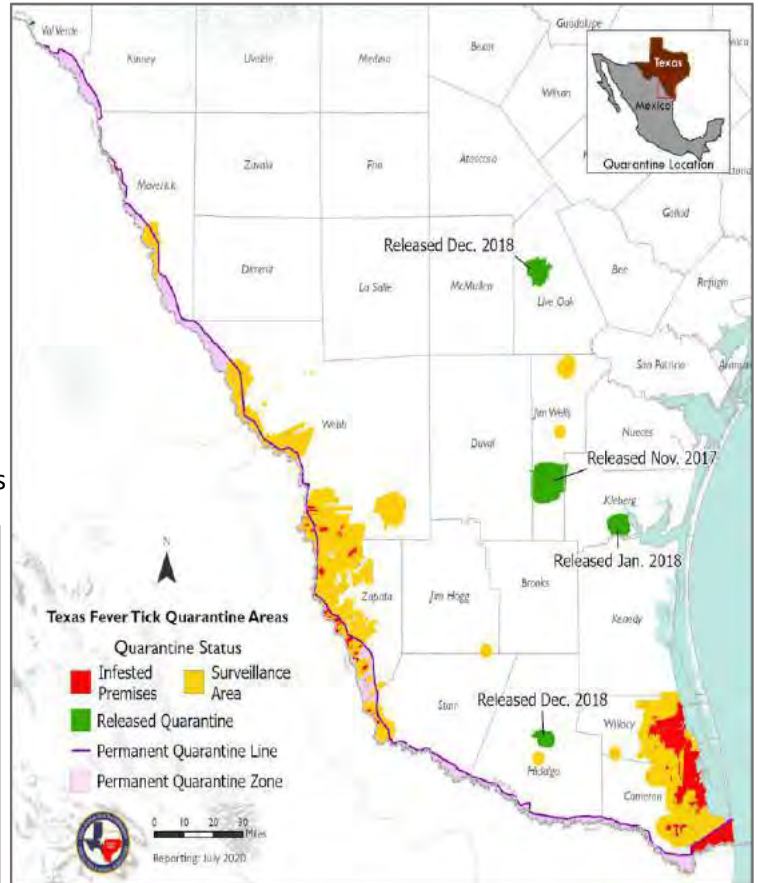 Val Verde
Kinney
Uvalde
Medina
Bexar
Guadalupe
Wilson
Texas
Mexico
Quarantine Location
Maverick
Zavala
Frio
Atascosa
Goliad
Released Dec. 2018
Dimmit
La Salle
McMullen
Live Oak
Bee
Refugio
San Patricio
Webb
Duval
Jim Wells
Nueces
Released Nov. 2017
Kleberg
s
N
Released Jan. 2018
Zapata
Jim Hogg
Brooks
Kenedy
Texas Fever Tick Quarantine Areas
Quarantine Status
Infested
Premises
Surveillance
Area
Released Quarantine
Permanent Quarantine Line
Permanent Quarantine Zone
Starr
Released Dec. 2018
Willacy
Hidalgo
Cameron
0 10 20 30
Miles
Reporting: July 2020